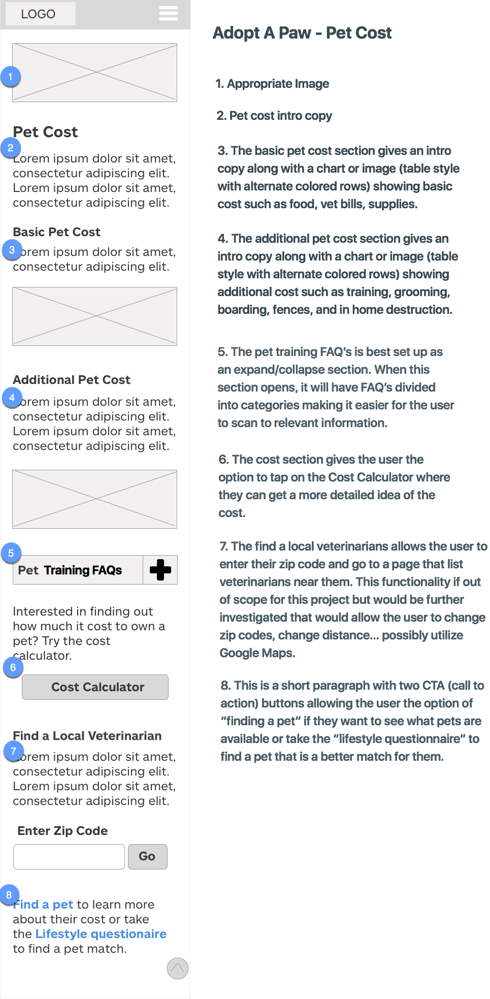 LOGO
1
Pet Cost
2
Lorem ipsum dolor sit amet,
consectetur adipiscing elit.
Lorem ipsum dolor sit amet,
consectetur adipiscing elit.
Basic Pet Cost
3
Lorem ipsum dolor sit amet,
consectetur adipiscing elit.
Additional Pet Cost
4
Lorem ipsum dolor sit amet,
consectetur adipiscing elit.
Lorem ipsum dolor sit amet,
consectetur adipiscing elit.
5
Pet Training FAQs
Interested in finding out
how much it cost to own a
pet? Try the cost
calculator.
6
Cost Calculator
Find a Local Veterinarian
7
Lorem ipsum dolor sit amet,
consectetur adipiscing elit.
Lorem ipsum dolor sit amet,
consectetur adipiscing elit.
Enter Zip Code
Go
8
Find a pet to learn more
about their cost or take
the Lifestyle questionaire
to find a pet match.
Adopt A Paw - Pet Cost
1. Appropriate Image
2. Pet cost intro copy
3. The basic pet cost section gives an intro
copy along with a chart or image (table style
with alternate colored rows) showing basic
cost such as food, vet bills, supplies.
4. The additional pet cost section gives an
intro copy along with a chart or image (table
style with alternate colored rows) showing
additional cost such as training, grooming,
boarding, fences, and in home destruction.
5. The pet training FAQ’s is best set up as
an expand/collapse section. When this
section opens, it will have FAQ’s divided
into categories making it easier for the user
to scan to relevant information.
6. The cost section gives the user the
option to tap on the Cost Calculator where
they can get a more detailed idea of the
cost.
7. The find a local veterinarians allows the user to
enter their zip code and go to a page that list
veterinarians near them. This functionality if out
of scope for this project but would be further
investigated that would allow the user to change
zip codes, change distance... possibly utilize
Google Maps.
8. This is a short paragraph with two CTA (call to
action) buttons allowing the user the option of
“finding a pet” if they want to see what pets are
available or take the “lifestyle questionnaire” to
find a pet that is a better match for them.